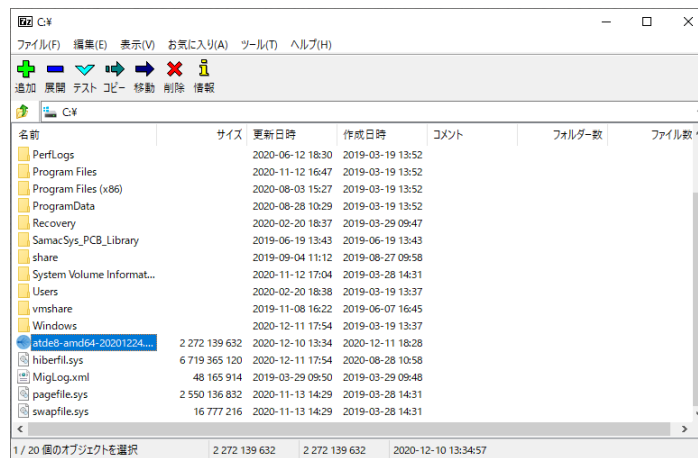 C:¥
ファイル(F) 編集(E) 表示(V) お気に入り(A) ツール(T) ヘルプ(H)
追加 展開 テスト コピー 移動 削除 情報
C:¥
名前 サイズ 更新日時 作成日時 コメント フォルダー数 ファイル数
PerfLogs 2020-06-12 18:30 2019-03-19 13:52
Program Files 2020-11-12 16:47 2019-03-19 13:52
Program Files (x86) 2020-08-03 15:27 2019-03-19 13:52
ProgramData 2020-08-28 10:29 2019-03-19 13:52
Recovery 2020-02-20 18:37 2019-03-29 09:47
SamacSys_PCB_Library 2019-06-19 13:43 2019-06-19 13:43
share 2019-09-04 11:12 2019-08-27 09:58
System Volume Informat... 2020-11-12 17:04 2019-03-28 14:31
Users 2020-02-20 18:38 2019-03-19 13:37
vmshare 2019-11-08 16:22 2019-06-07 16:45
Windows 2020-12-11 17:54 2019-03-19 13:37
atde8-amd64-20201224.... 2 272 139 632 2020-12-10 13:34 2020-12-11 18:28
hiberfil.sys 6 719 365 120 2020-12-11 17:54 2020-08-28 10:58
MigLog.xml 48 165 914 2019-03-29 09:50 2019-03-29 09:48
pagefile.sys 2 550 136 832 2020-11-13 14:29 2019-03-28 14:31
swapfile.sys 16 777 216 2020-11-13 14:29 2019-03-28 14:31
1 / 20 個のオブジェクトを選択 2 272 139 632 2 272 139 632 2020-12-10 13:34:57